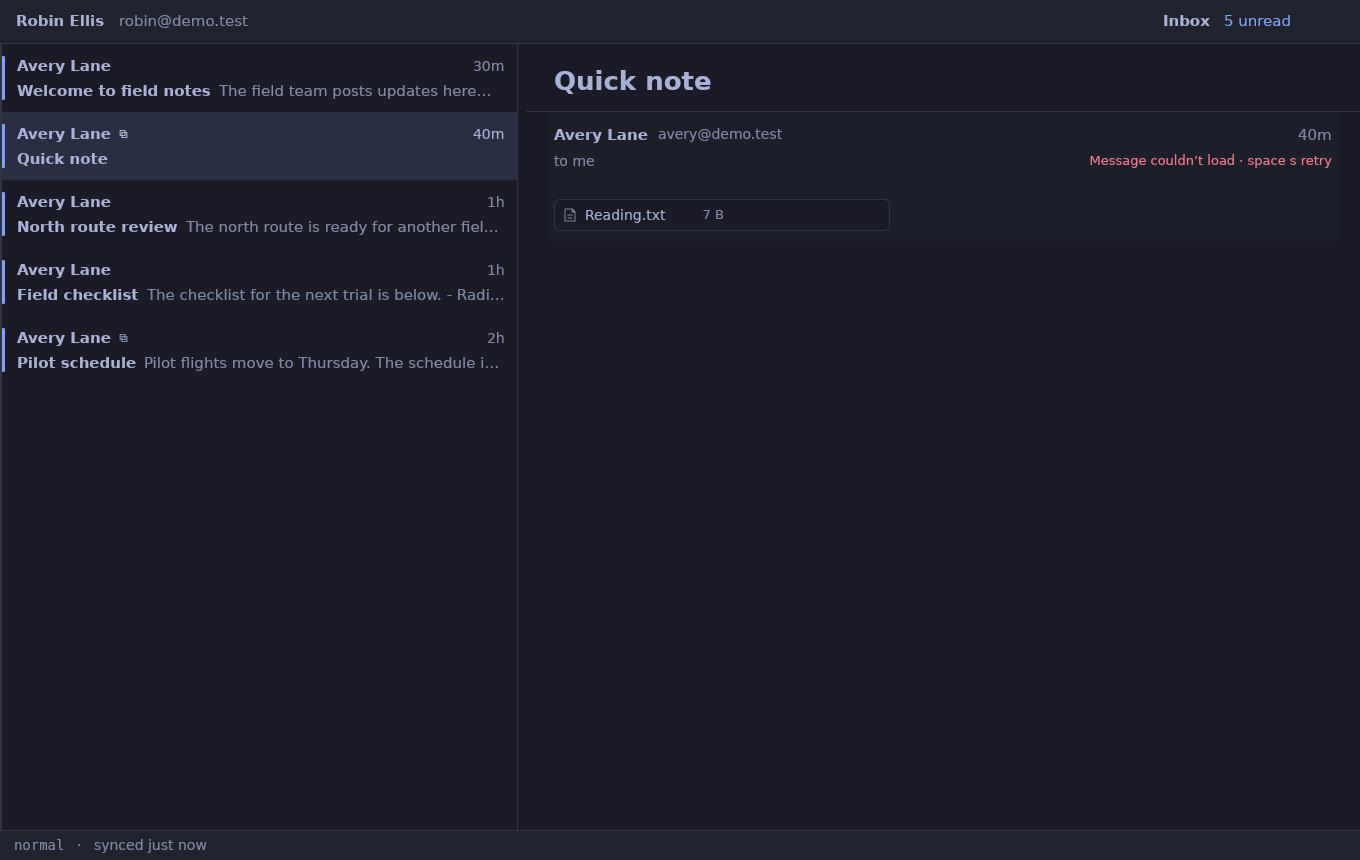 Robin Ellis robin@demo.test Inbox 5 unread
Avery Lane 30m
Welcome to field notes The field team posts updates here…
Avery Lane 40m
Quick note
Avery Lane 1h
North route review The north route is ready for another fiel…
Avery Lane 1h
Field checklist The checklist for the next trial is below. - Radi…
Avery Lane 2h
Pilot schedule Pilot flights move to Thursday. The schedule i…
Quick note
Avery Lane avery@demo.test 40m
to me Message couldn’t load · space s retry
Reading.txt 7 B
normal · synced just now